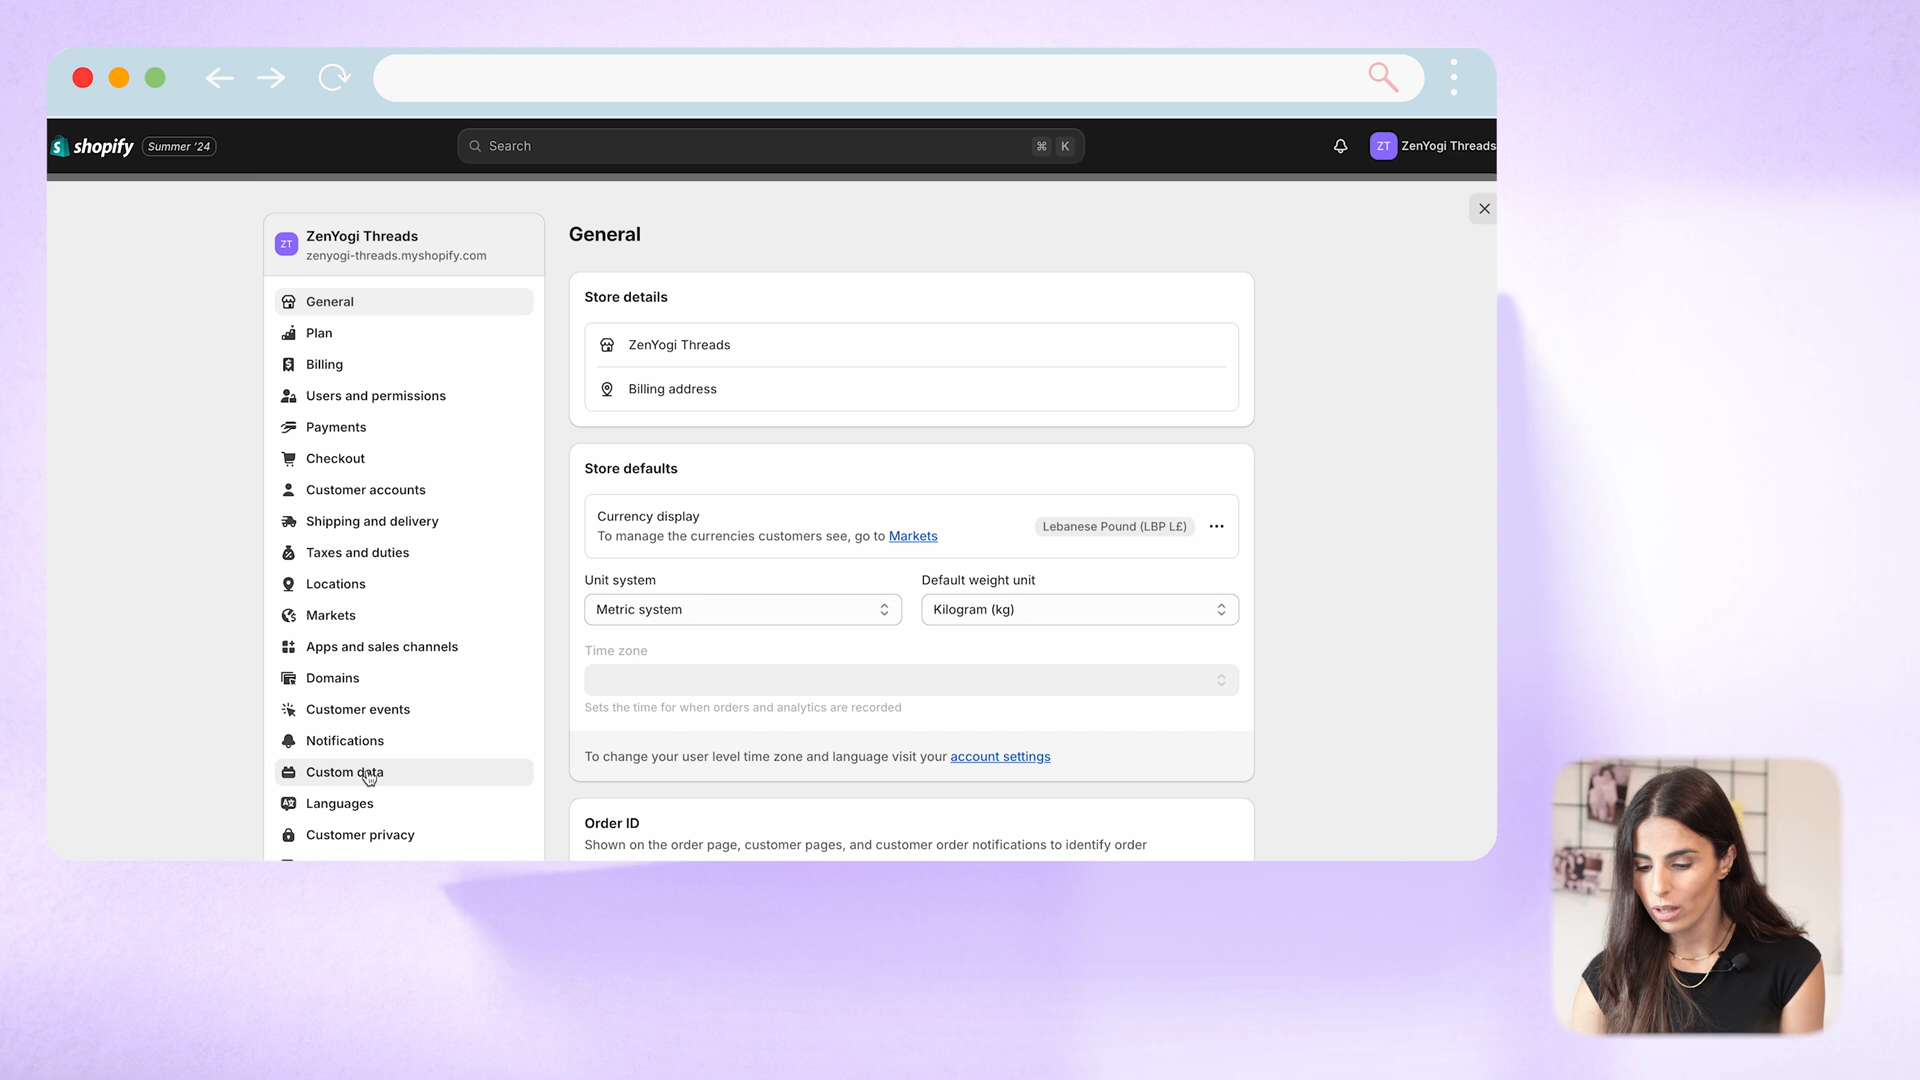 shopify
Summer '24
Search
⌘ K
ZT
ZenYogi Threads
ZT
ZenYogi Threads
zenyogi-threads.myshopify.com
General
Plan
Billing
Users and permissions
Payments
Checkout
Customer accounts
Shipping and delivery
Taxes and duties
Locations
Markets
Apps and sales channels
Domains
Customer events
Notifications
Custom data
Languages
Customer privacy
General
Store details
ZenYogi Threads
Billing address
Store defaults
Currency display
To manage the currencies customers see, go to Markets
Lebanese Pound (LBP L£)
Unit system
Default weight unit
Metric system
Kilogram (kg)
Time zone
Sets the time for when orders and analytics are recorded
To change your user level time zone and language visit your account settings
Order ID
Shown on the order page, customer pages, and customer order notifications to identify order